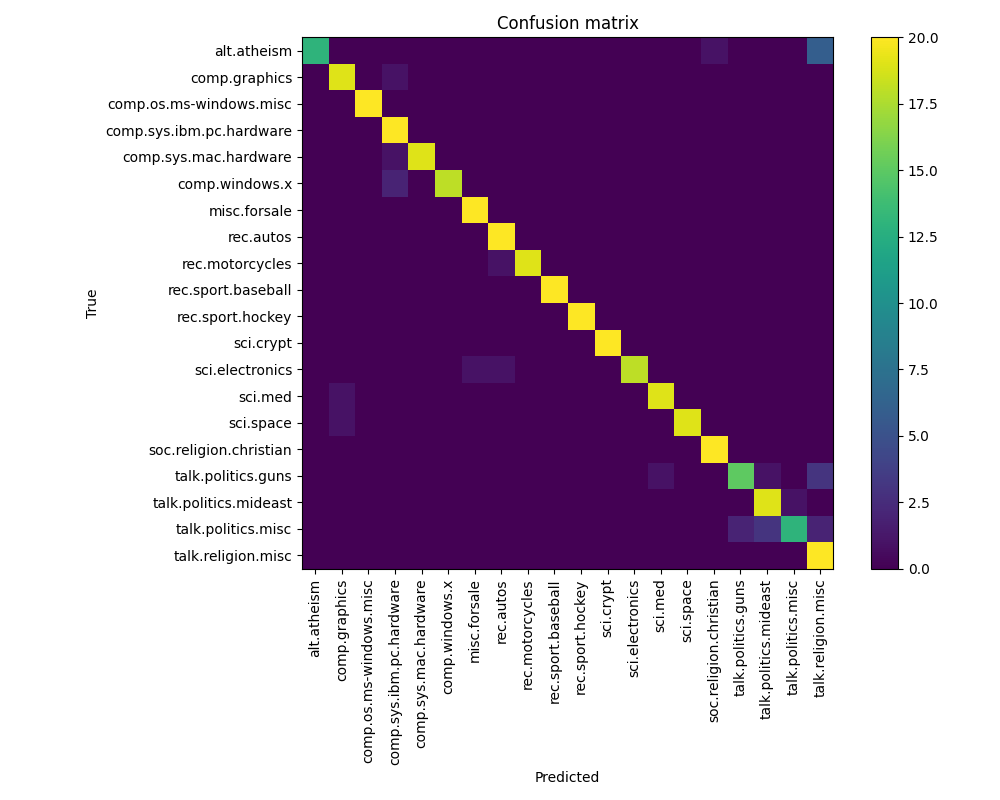 Confusion matrix
True
alt.atheism
comp.graphics
comp.os.ms-windows.misc
comp.sys.ibm.pc.hardware
comp.sys.mac.hardware
comp.windows.x
misc.forsale
rec.autos
rec.motorcycles
rec.sport.baseball
rec.sport.hockey
sci.crypt
sci.electronics
sci.med
sci.space
soc.religion.christian
talk.politics.guns
talk.politics.mideast
talk.politics.misc
talk.religion.misc
alt.atheism
comp.graphics
comp.os.ms-windows.misc
comp.sys.ibm.pc.hardware
comp.sys.mac.hardware
comp.windows.x
misc.forsale
rec.autos
rec.motorcycles
rec.sport.baseball
rec.sport.hockey
sci.crypt
sci.electronics
sci.med
sci.space
soc.religion.christian
talk.politics.guns
talk.politics.mideast
talk.politics.misc
talk.religion.misc
Predicted
20.0
17.5
15.0
12.5
10.0
7.5
5.0
2.5
0.0